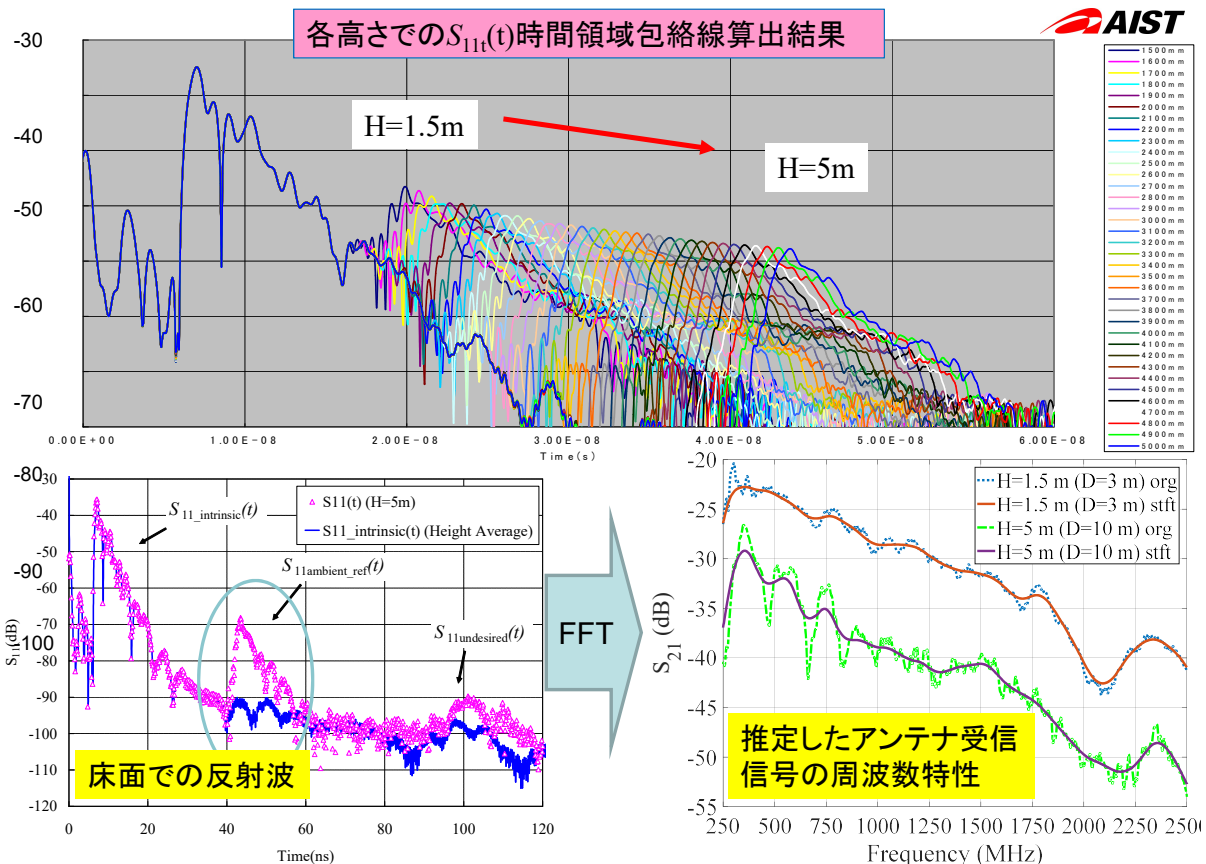 各高さでのS11t(t)時間領域包絡線算出結果
AIST
-30
-40
-50
-60
-70
-80
-90
-100
H=1.5m
H=5m
0.00E+00
1.00E-08
2.00E-08
3.00E-08
4.00E-08
5.00E-08
6.00E-08
Time(s)
1500mm
1600mm
1700mm
1800mm
1900mm
2000mm
2100mm
2200mm
2300mm
2400mm
2500mm
2600mm
2700mm
2800mm
2900mm
3000mm
3100mm
3200mm
3300mm
3400mm
3500mm
3600mm
3700mm
3800mm
3900mm
4000mm
4100mm
4200mm
4300mm
4400mm
4500mm
4600mm
4700mm
4800mm
4900mm
5000mm
-30
-40
-50
-60
-70
-80
-90
-100
-110
-120
S11(dB)
S11_intrinsic(t)
S11(t) (H=5m)
S11_intrinsic(t) (Height Average)
S11ambient_ref(t)
S11undesired(t)
床面での反射波
0
20
40
60
80
100
120
Time(ns)
FFT
-20
-25
-30
-35
-40
-45
-50
-55
S21 (dB)
H=1.5 m (D=3 m) org
H=1.5 m (D=3 m) stft
H=5 m (D=10 m) org
H=5 m (D=10 m) stft
推定したアンテナ受信
信号の周波数特性
250
500
750
1000
1250
1500
1750
2000
2250
2500
Frequency (MHz)